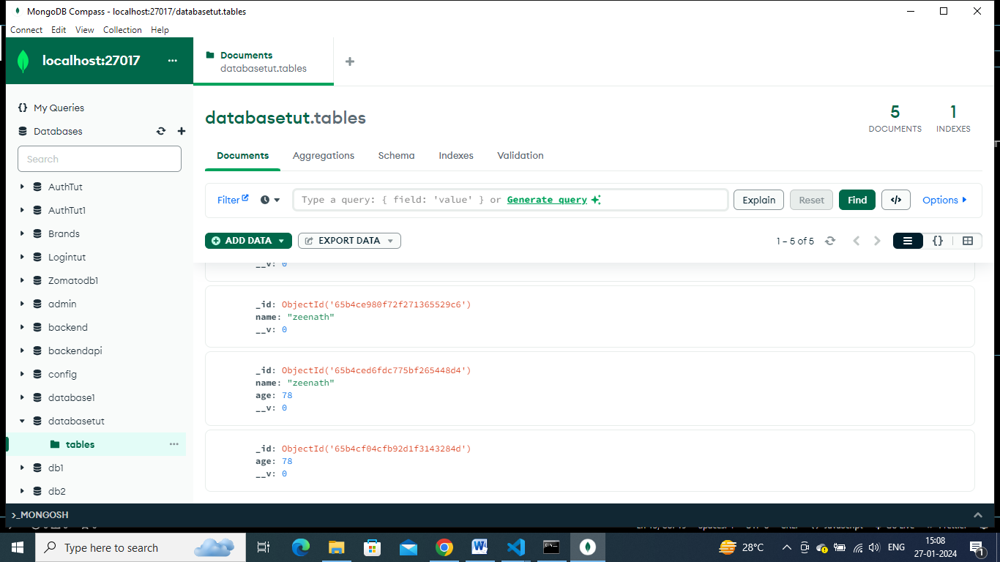 MongoDB Compass - localhost:27017/databasetut.tables
Connect Edit View Collection Help
localhost:27017 ...
Documents
databasetut.tables
My Queries
Databases
Search
AuthTut
AuthTut1
Brands
Logintut
Zomatodb1
admin
backend
backendapi
config
database1
databasetut
tables
db1
db2
databasetut.tables
5
DOCUMENTS
1
INDEXES
Documents Aggregations Schema Indexes Validation
Filter Type a query: { field: 'value' } or Generate query Explain Reset Find </> Options
ADD DATA EXPORT DATA 1 – 5 of 5 {}
__v: 0
_id: ObjectId('65b4ce980f72f271365529c6')
name: "zeenath"
__v: 0
_id: ObjectId('65b4ced6fdc775bf265448d4')
name: "zeenath"
age: 78
__v: 0
_id: ObjectId('65b4cf04cfb92d1f3143284d')
age: 78
__v: 0
>_MONGOSH
Type here to search 28°C ENG 15:08
27-01-2024
1